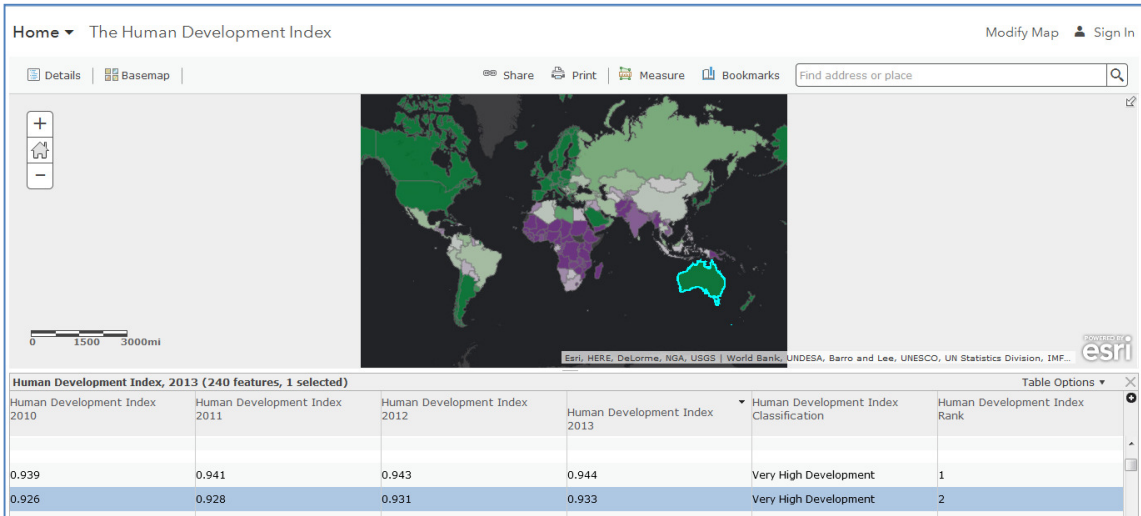 Home ▾ The Human Development Index Modify Map Sign In
Details Basemap Share Print Measure Bookmarks Find address or place
+
−
0 1500 3000mi
Esri, HERE, DeLorme, NGA, USGS | World Bank, UNDESA, Barro and Lee, UNESCO, UN Statistics Division, IMF...
POWERED BY
esri
Human Development Index, 2013 (240 features, 1 selected) Table Options ▾
Human Development Index 2010 Human Development Index 2011 Human Development Index 2012 Human Development Index 2013 Human Development Index Classification Human Development Index Rank
0.939 0.941 0.943 0.944 Very High Development 1
0.926 0.928 0.931 0.933 Very High Development 2